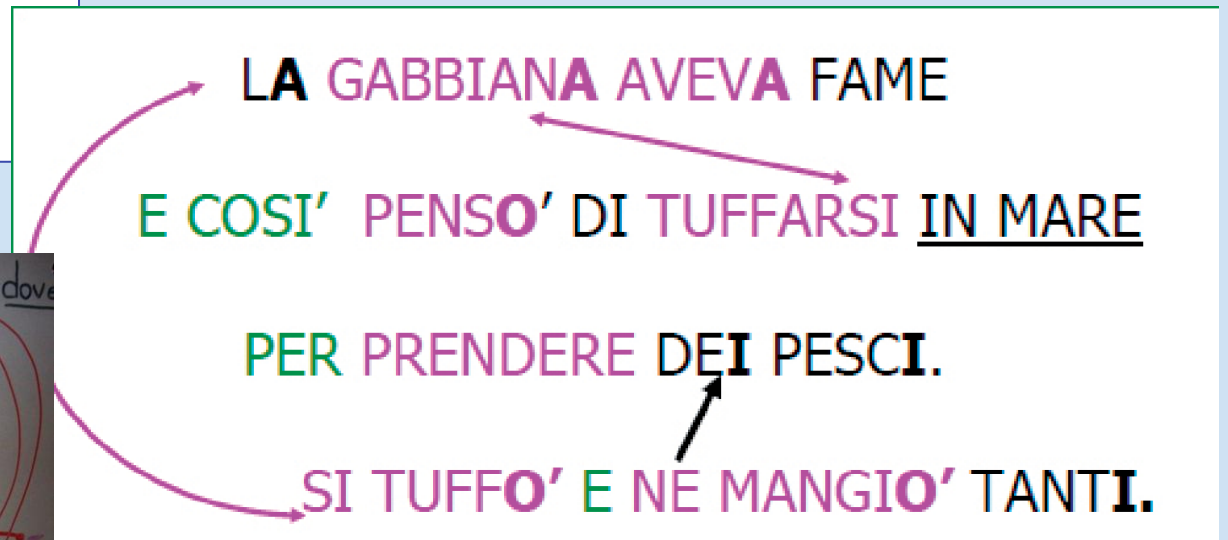 LA GABBIANA AVEVA FAME
E COSI’ PENSO’ DI TUFFARSI IN MARE
PER PRENDERE DEI PESCI.
SI TUFFO’ E NE MANGIO’ TANTI.